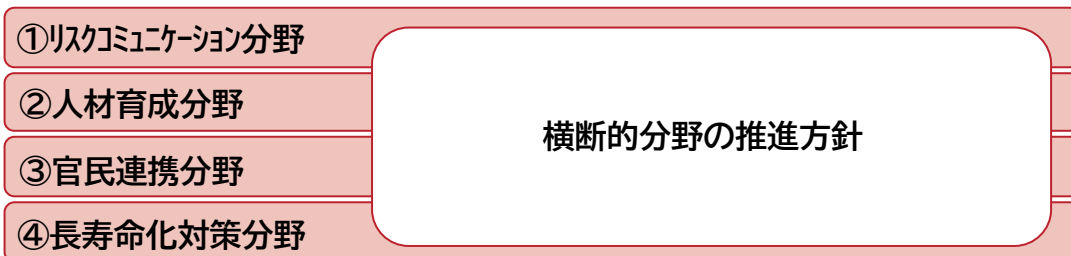 ①ﾘｽｸｺﾐｭﾆｹｰｼｮﾝ分野
②人材育成分野
③官民連携分野
④長寿命化対策分野
横断的分野の推進方針